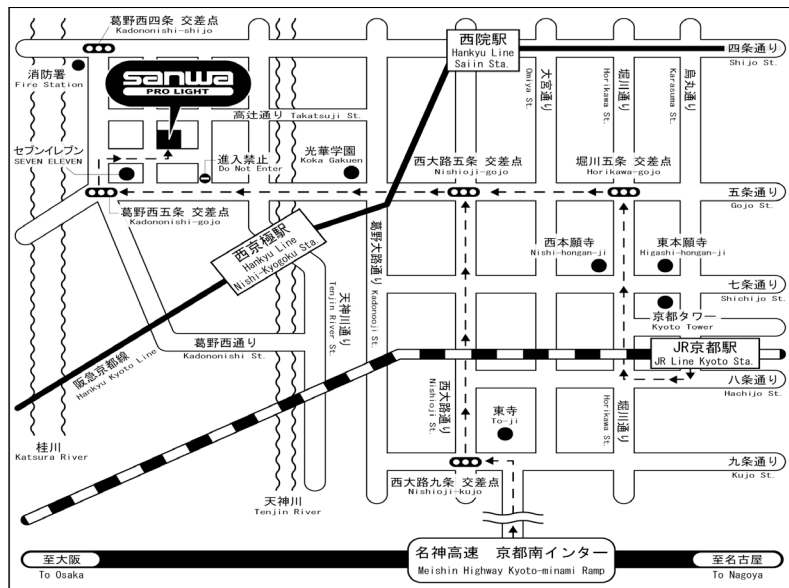 葛野西四条 交差点
Kadononishi-shijo
西院駅
Hankyu Line
Saiin Sta.
四条通り
Shijo St.
消防署
Fire Station
sanwa
PRO LIGHT
Omiya St.
大宮通り
Horikawa St.
堀川通り
Karasuma St.
烏丸通り
高辻通り Takatsuji St.
セブンイレブン
SEVEN ELEVEN
進入禁止
Do Not Enter
光華学園
Koka Gakuen
西大路五条 交差点
Nishioji-gojo
堀川五条 交差点
Horikawa-gojo
五条通り
Gojo St.
葛野西五条 交差点
Kadononishi-gojo
西京極駅
Hankyu Line
Nishi-Kyogoku Sta.
葛野大路通り
Kadonooji St.
天神川通り
Tenjin River St.
西本願寺
Nishi-hongan-ji
東本願寺
Higashi-hongan-ji
七条通り
Shichijo St.
京都タワー
Kyoto Tower
葛野西通り
Kadononishi St.
阪急京都線
Hankyu Kyoto Line
JR京都駅
JR Line Kyoto Sta.
八条通り
Hachijo St.
西大路通り
Nishioji St.
東寺
To-ji
Horikawa St.
堀川通り
桂川
Katsura River
天神川
Tenjin River
西大路九条 交差点
Nishioji-kujo
九条通り
Kujo St.
至大阪
To Osaka
名神高速 京都南インター
Meishin Highway Kyoto-minami Ramp
至名古屋
To Nagoya